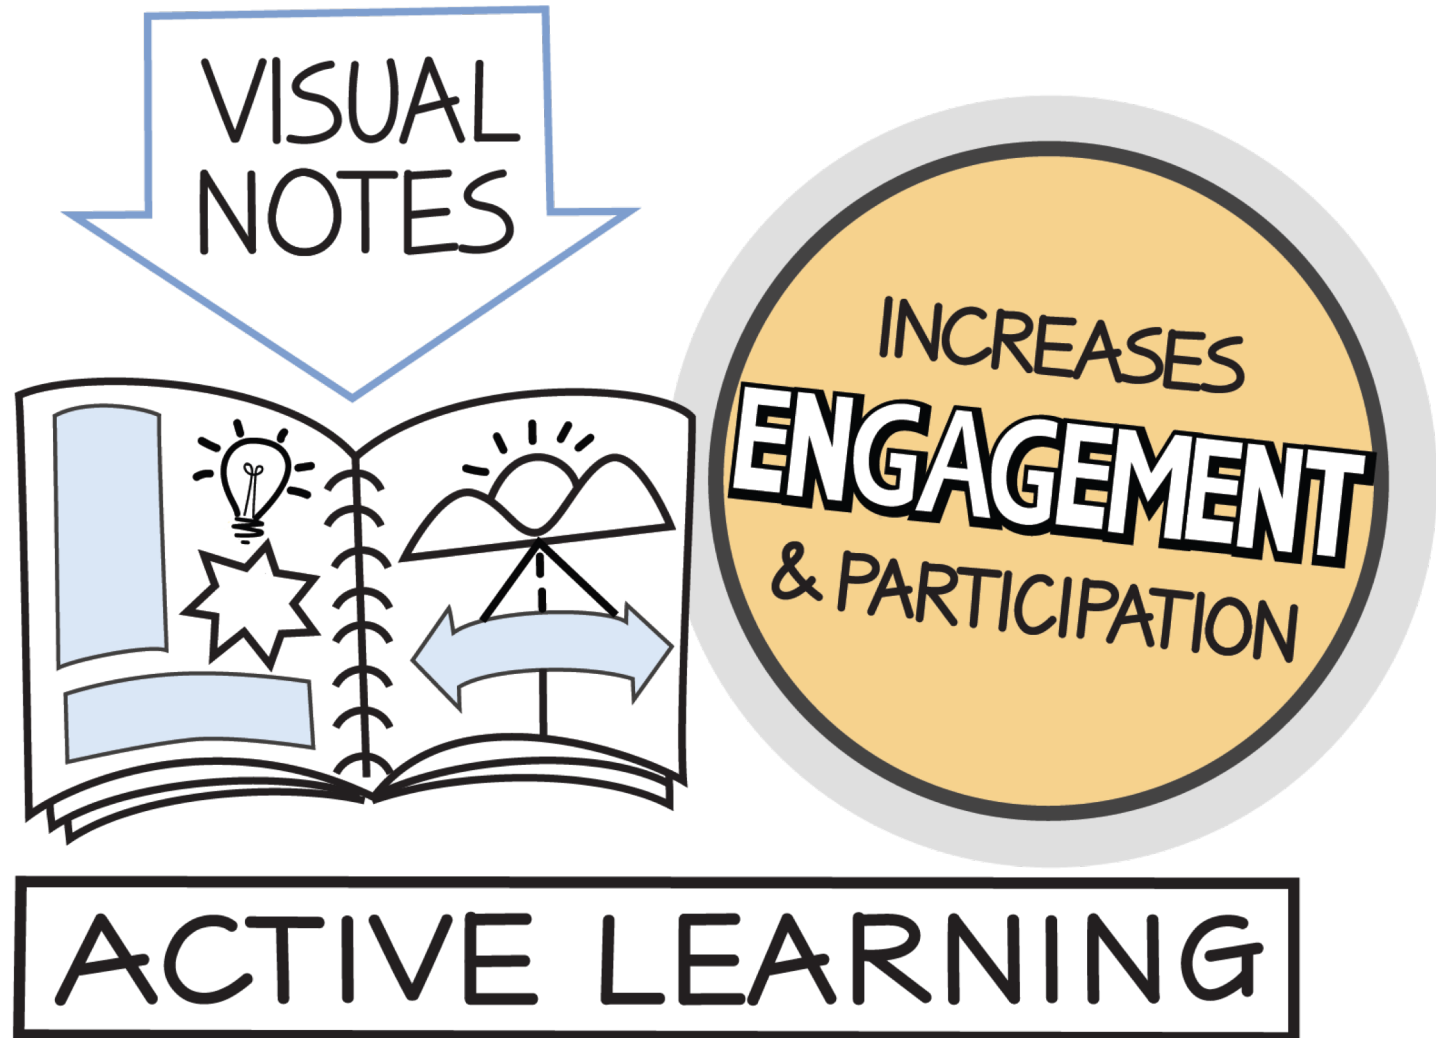 VISUAL
NOTES
INCREASES
ENGAGEMENT
& PARTICIPATION
ACTIVE LEARNING